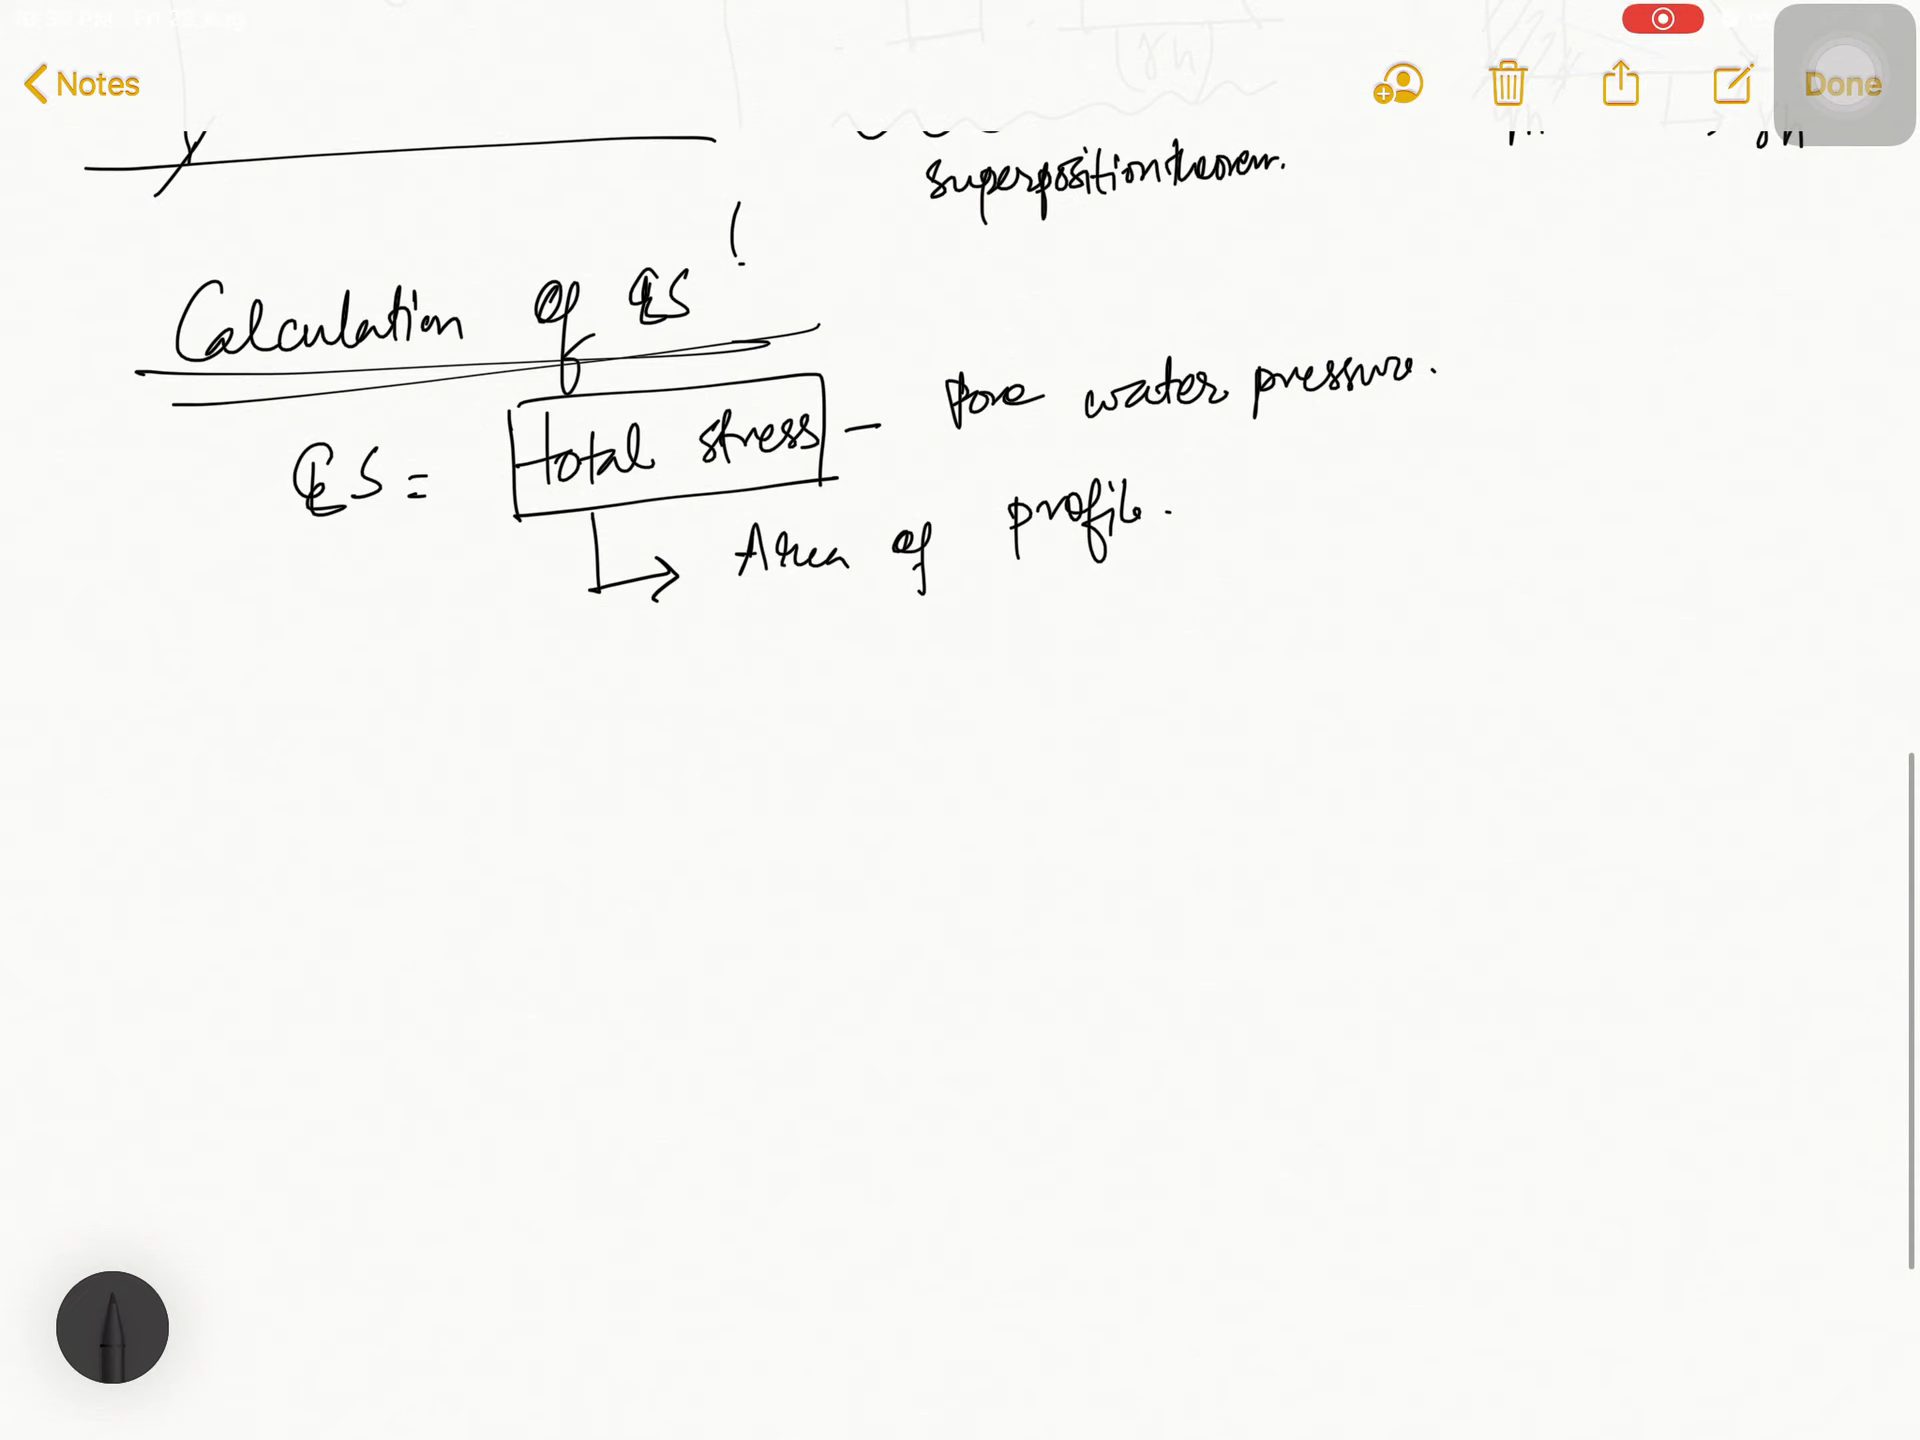 Notes
Done
superposition theorem.
Calculation of ES !
ES = total stress - Pore water pressure.
→ Area of profile.